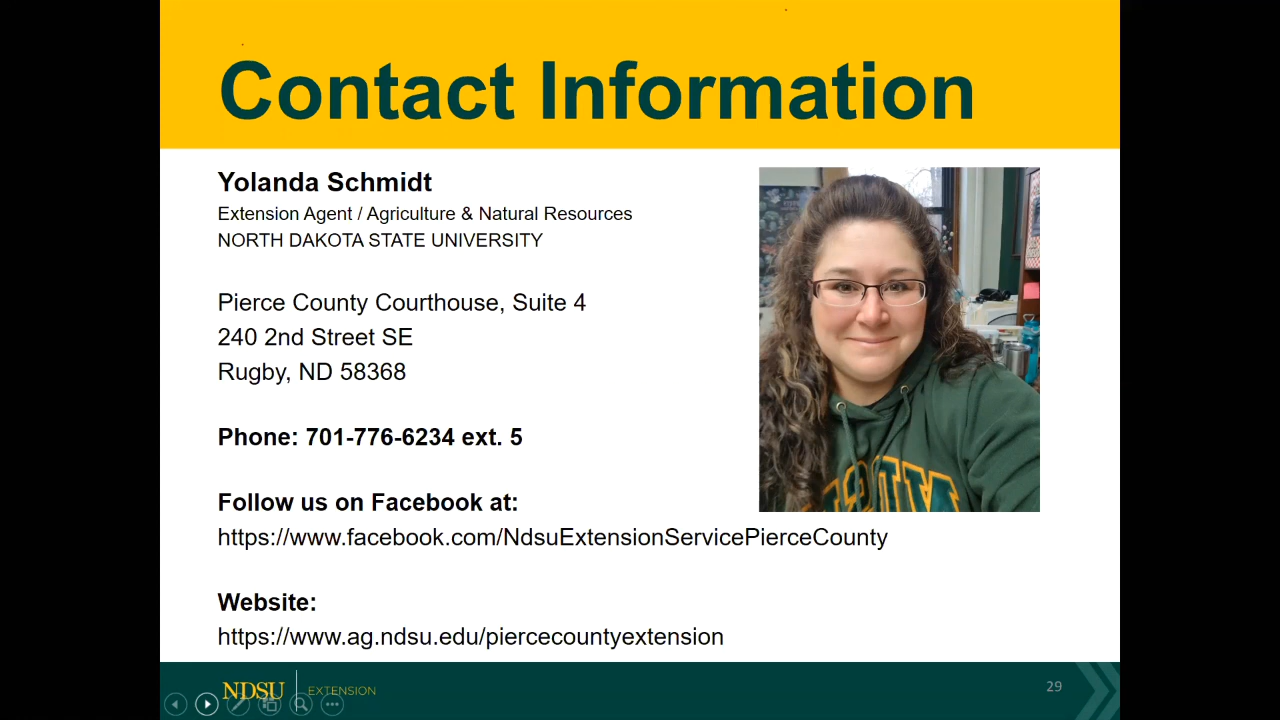 Contact Information
Yolanda Schmidt
Extension Agent / Agriculture & Natural Resources
NORTH DAKOTA STATE UNIVERSITY
Pierce County Courthouse, Suite 4
240 2nd Street SE
Rugby, ND 58368
Phone: 701-776-6234 ext. 5
Follow us on Facebook at:
https://www.facebook.com/NdsuExtensionServicePierceCounty
Website:
https://www.ag.ndsu.edu/piercecountyextension
NDSU EXTENSION
29